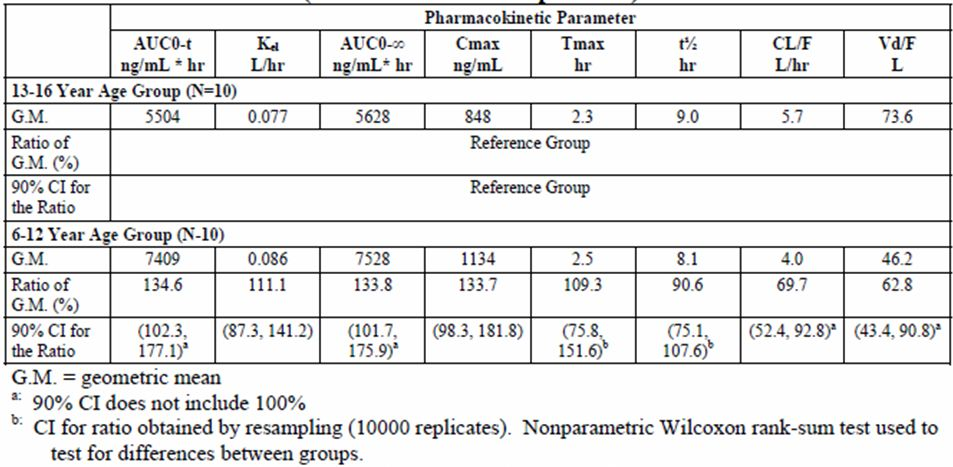 Pharmacokinetic Parameter
AUC0-t Kel AUC0-∞ Cmax Tmax t½ CL/F Vd/F
ng/mL * hr L/hr ng/mL* hr ng/mL hr hr L/hr L
13-16 Year Age Group (N=10)
G.M. 5504 0.077 5628 848 2.3 9.0 5.7 73.6
Ratio of Reference Group
G.M. (%)
90% CI for Reference Group
the Ratio
6-12 Year Age Group (N-10)
G.M. 7409 0.086 7528 1134 2.5 8.1 4.0 46.2
Ratio of 134.6 111.1 133.8 133.7 109.3 90.6 69.7 62.8
G.M. (%)
90% CI for (102.3, (87.3, 141.2) (101.7, (98.3, 181.8) (75.8, (75.1, (52.4, 92.8)a (43.4, 90.8)a
the Ratio 177.1)a 175.9)a 151.6)b 107.6)b
G.M. = geometric mean
a: 90% CI does not include 100%
b: CI for ratio obtained by resampling (10000 replicates). Nonparametric Wilcoxon rank-sum test used to
test for differences between groups.